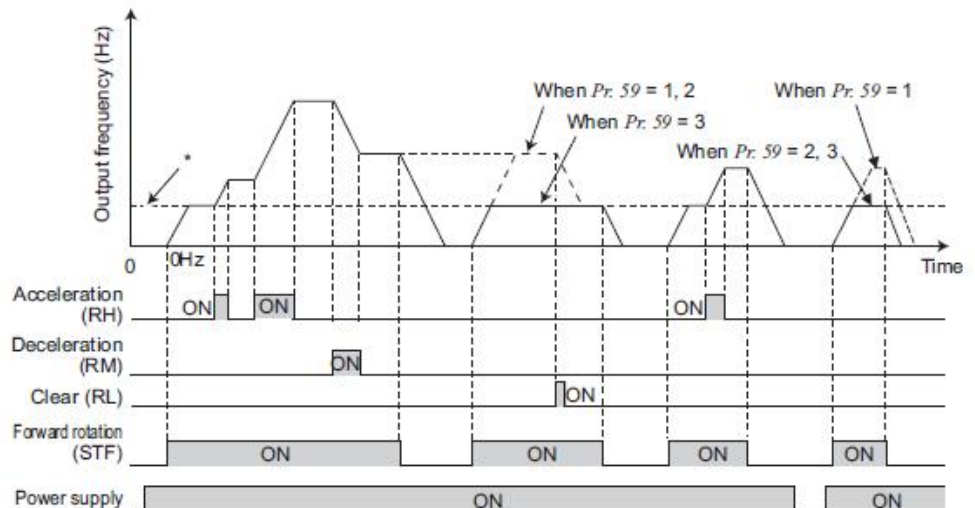 Output frequency (Hz)
When Pr. 59 = 1, 2
When Pr. 59 = 1
When Pr. 59 = 3
When Pr. 59 = 2, 3
*
0
0Hz
Time
Acceleration
(RH)
ON
ON
ON
Deceleration
(RM)
ON
Clear (RL)
ON
Forward rotation
(STF)
ON
ON
ON
ON
Power supply
ON
ON